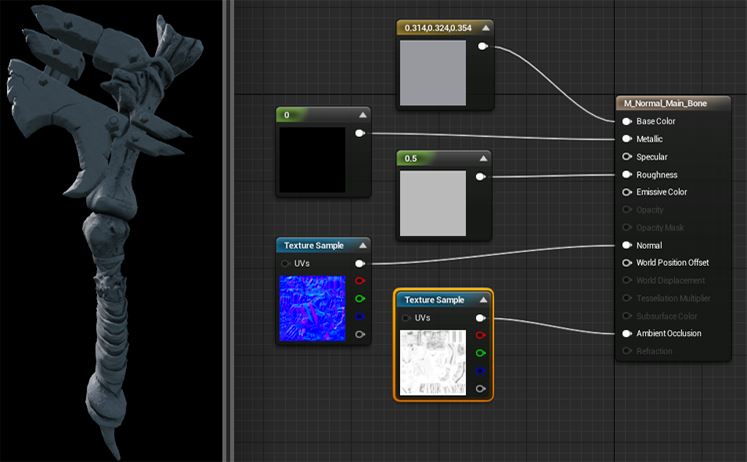 0.314,0.324,0.354
0
0.5
Texture Sample
UVs
Texture Sample
UVs
M_Normal_Main_Bone
Base Color
Metallic
Specular
Roughness
Emissive Color
Opacity
Opacity Mask
Normal
World Position Offset
World Displacement
Tessellation Multiplier
Subsurface Color
Ambient Occlusion
Refraction